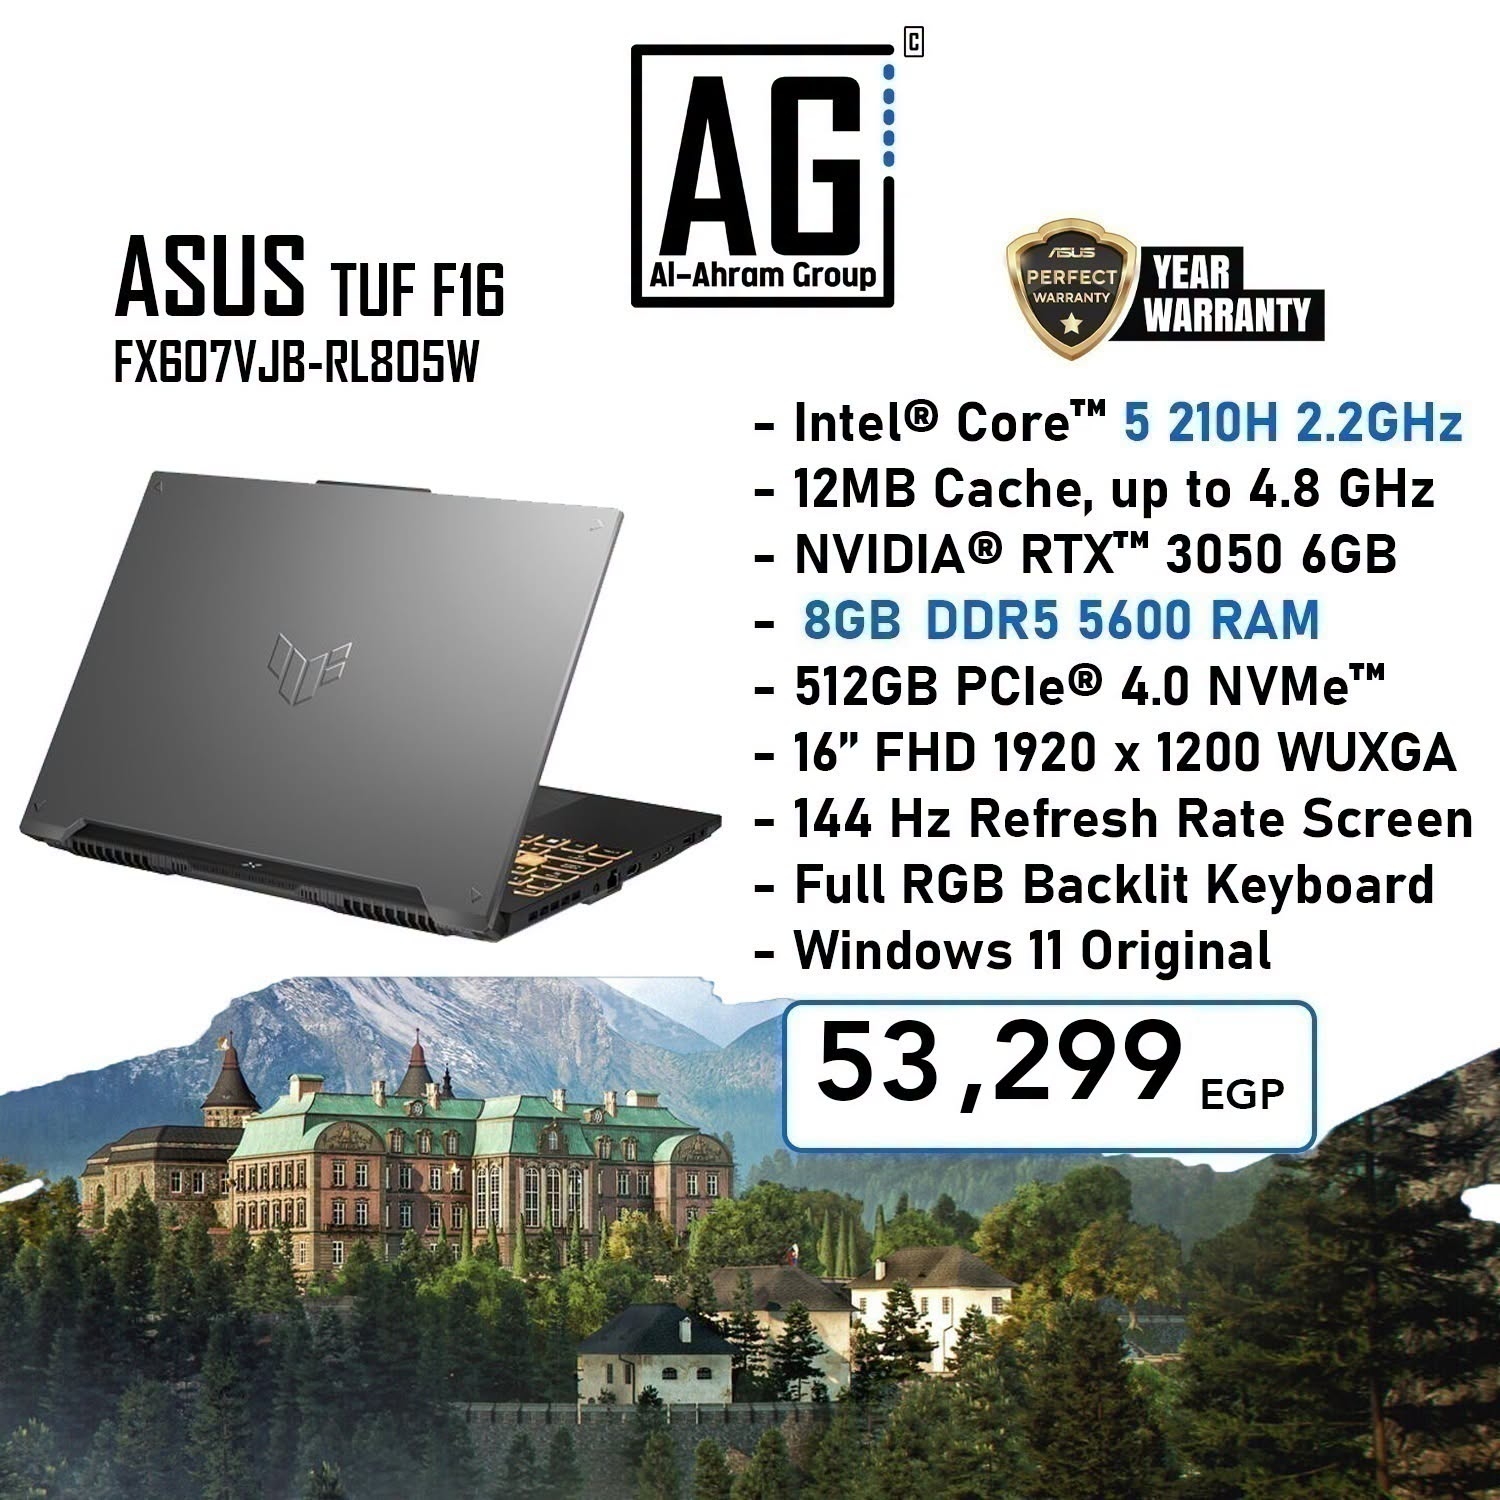 AG
C
Al-Ahram Group
ASUS TUF F16
FX607VJB-RL805W
ASUS
PERFECT
WARRANTY
YEAR
WARRANTY
- Intel® Core™ 5 210H 2.2GHz
- 12MB Cache, up to 4.8 GHz
- NVIDIA® RTX™ 3050 6GB
- 8GB DDR5 5600 RAM
- 512GB PCIe® 4.0 NVMe™
- 16” FHD 1920 x 1200 WUXGA
- 144 Hz Refresh Rate Screen
- Full RGB Backlit Keyboard
- Windows 11 Original
53,299 EGP